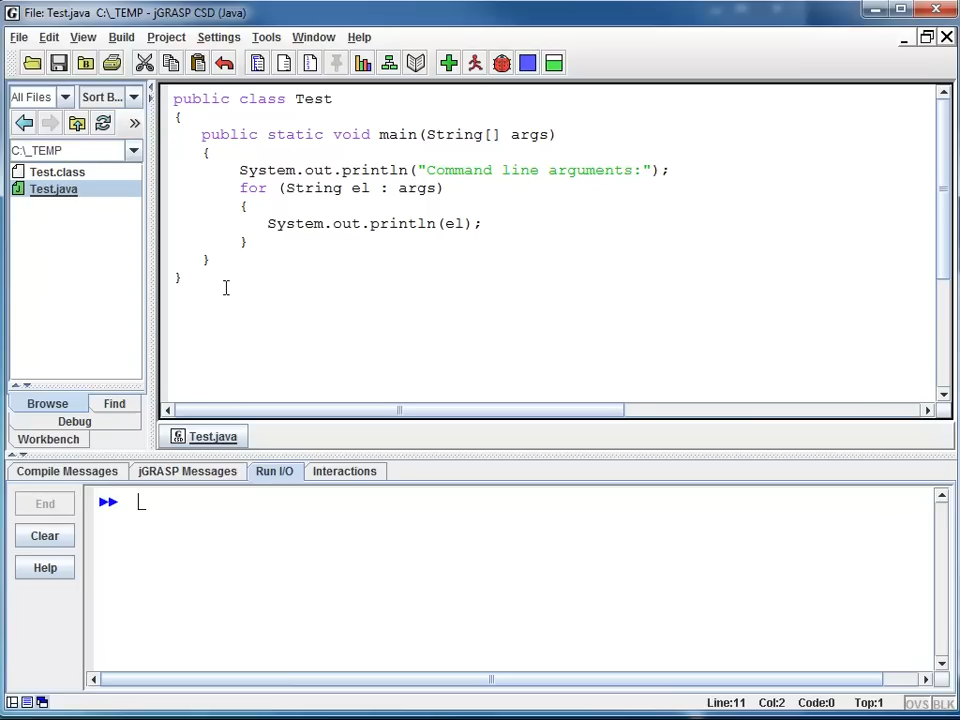 File: Test.java  C:\_TEMP - jGRASP CSD (Java)
File Edit View Build Project Settings Tools Window Help
All Files Sort B...
C:\_TEMP
Test.class
Test.java
Browse Find
Debug
Workbench
public class Test
{
   public static void main(String[] args)
   {
       System.out.println("Command line arguments:");
       for (String el : args)
       {
          System.out.println(el);
       }
   }
}
Test.java
Compile Messages jGRASP Messages Run I/O Interactions
End
Clear
Help
Line:11 Col:2 Code:0 Top:1 OVS BLK